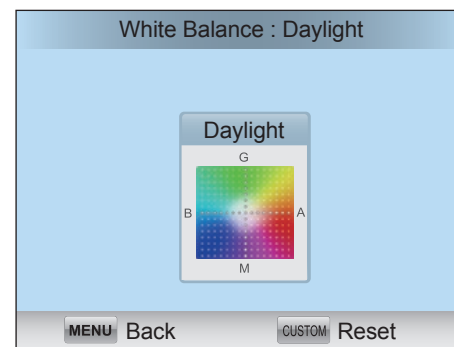 White Balance : Daylight
Daylight
G
B A
M
MENU Back CUSTOM Reset